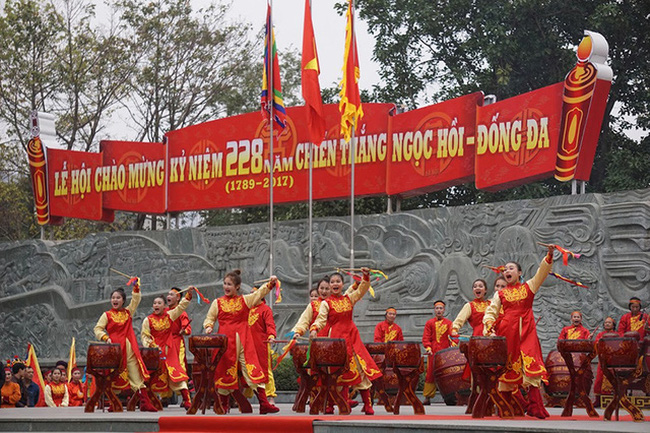 LỄ HỘI CHÀO MỪNG KỶ NIỆM 228 NĂM CHIẾN THẮNG NGỌC HỒI - ĐỐNG ĐA
(1789-2017)